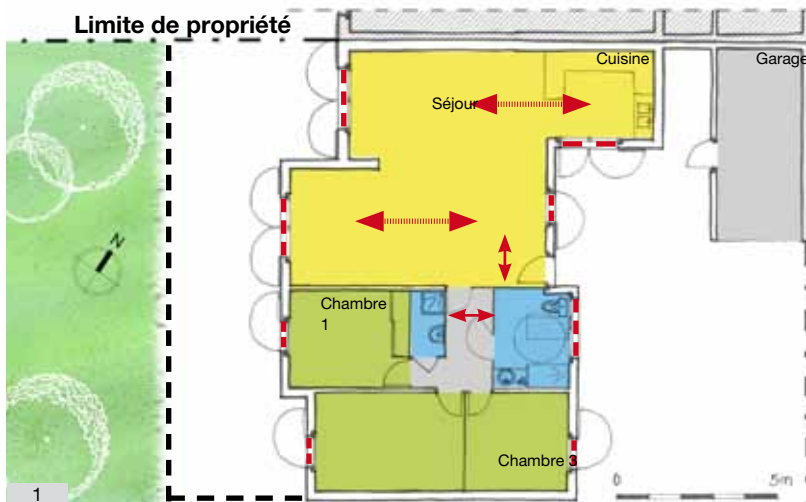 Limite de propriété
Cuisine
Garage
Séjour
N
Chambre
1
Chambre 3
0 5m
1